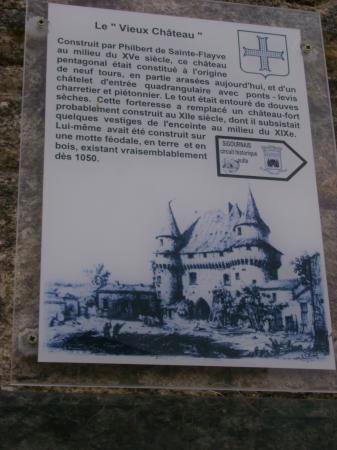 Le " Vieux Château "
Construit par Philbert de Sainte-Flayve
au milieu du XVe siècle, ce château
pentagonal était constitué à l'origine
de neuf tours, en partie arasées aujourd'hui, et d'un
châtelet d'entrée quadrangulaire avec ponts - levis
charretier et piétonnier. Le tout était entouré de douves
sèches. Cette forteresse a remplacé un château-fort
probablement construit au XIIe siècle, dont il subsistait
quelques vestiges de l'enceinte au milieu du XIXe.
Lui-même avait été construit sur
une motte féodale, en terre et en
bois, existant vraisemblablement
dès 1050.
SIGOURNAIS
circuit historique